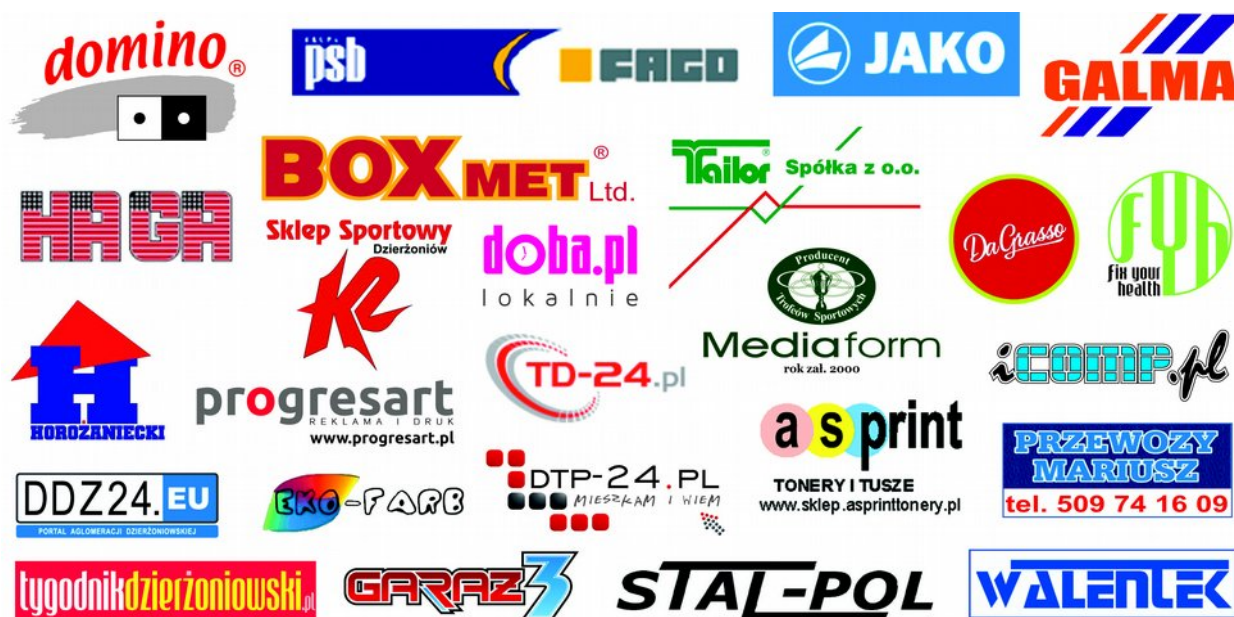 domino®
psb
FAGO
JAKO
GALMA
BOXMET®
Ltd.
Tailor® Spółka z o.o.
HAGA
Sklep Sportowy
Dzierżoniów
doba.pl
lokalnie
DaGrasso
fyh
fix your
health
Producent
Trofeów Sportowych
Mediaform
rok zał. 2000
H
HOROŻANIECKI
progresart
REKLAMA I DRUK
www.progresart.pl
TD-24.pl
iCOMP.pl
asprint
TONERY I TUSZE
www.sklep.asprinttonery.pl
PRZEWOZY
MARIUSZ
tel. 509 74 16 09
DDZ24.EU
PORTAL AGLOMERACJI DZIERŻONIOWSKIEJ
EKO-FARB
DTP-24.PL
MIESZKAM I WIEM
tygodnikdzierżoniowski.pl
GARAZ3
STAL-POL
WALENTEK